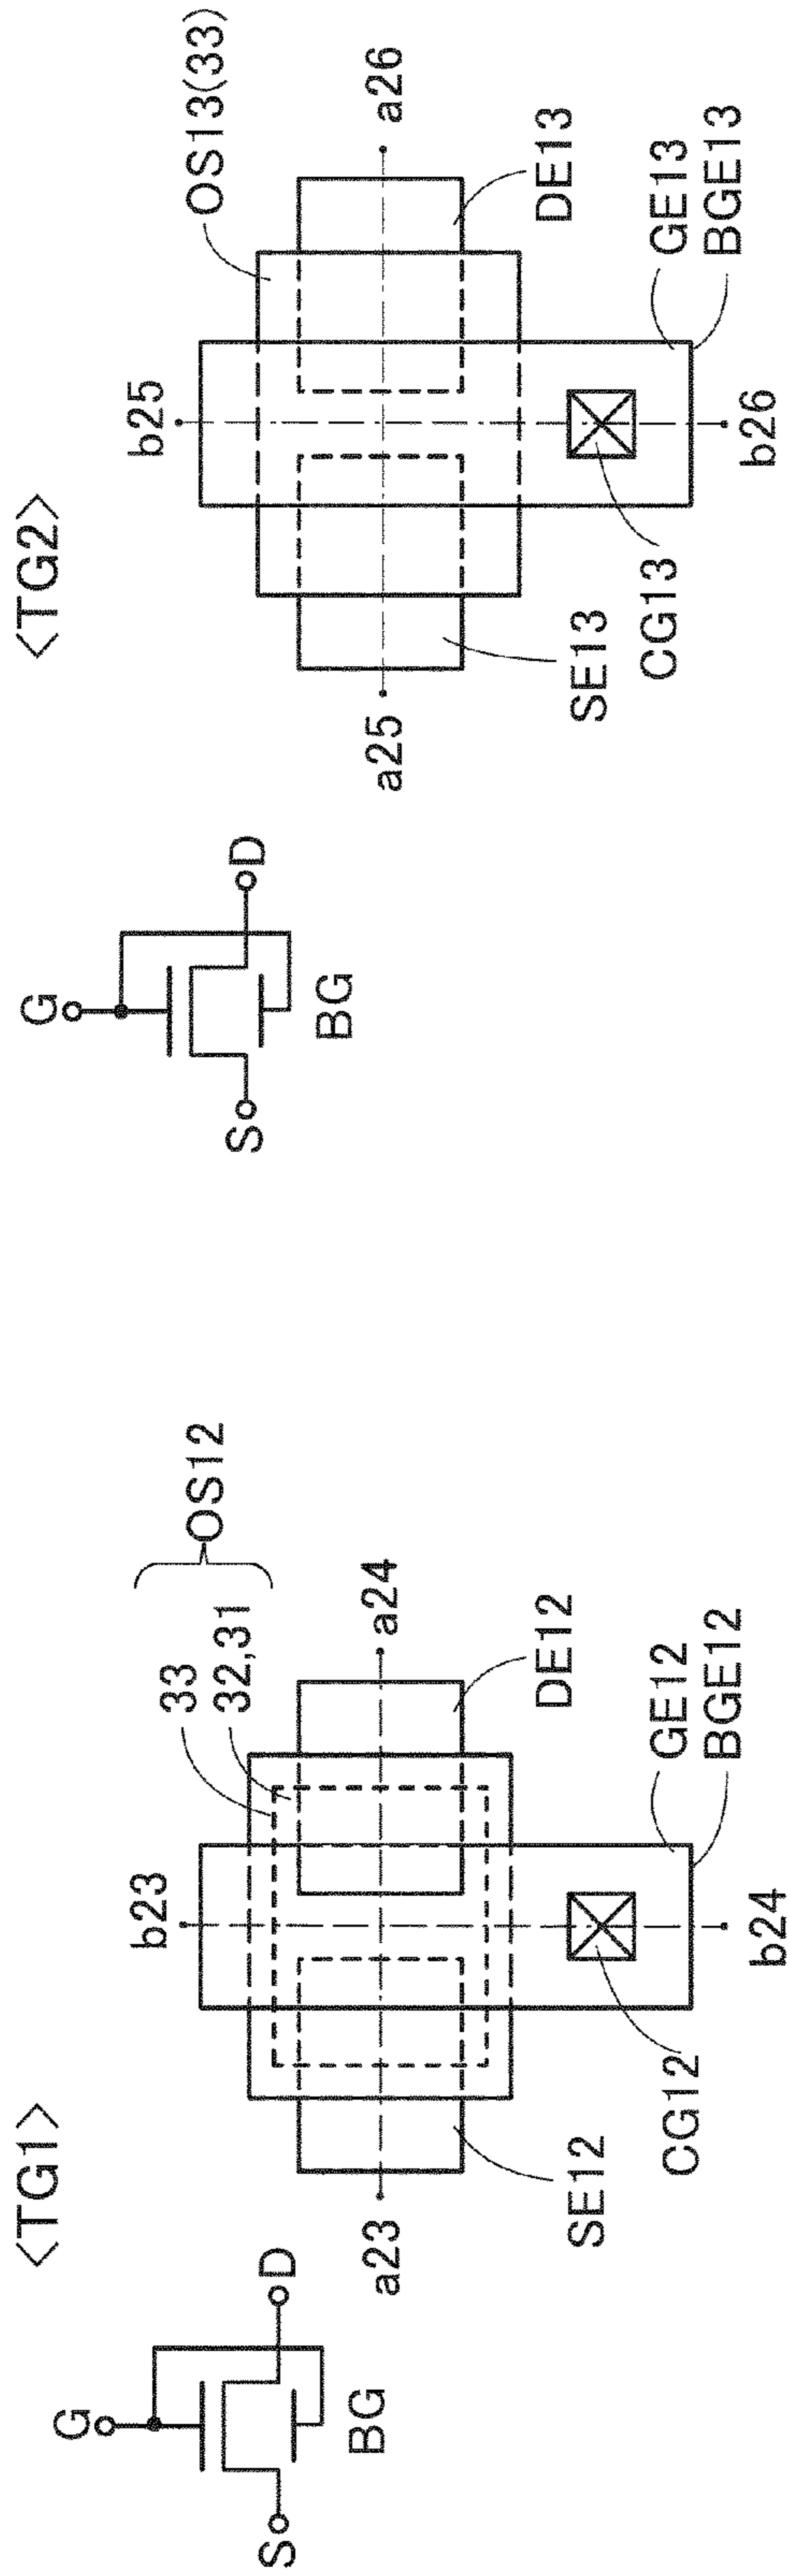 <TG1>
G
S
D
BG
b23
33
32,31
OS12
a23
a24
SE12
DE12
CG12
GE12
BGE12
b24
<TG2>
G
S
D
BG
b25
OS13(33)
a25
a26
SE13
DE13
CG13
GE13
BGE13
b26